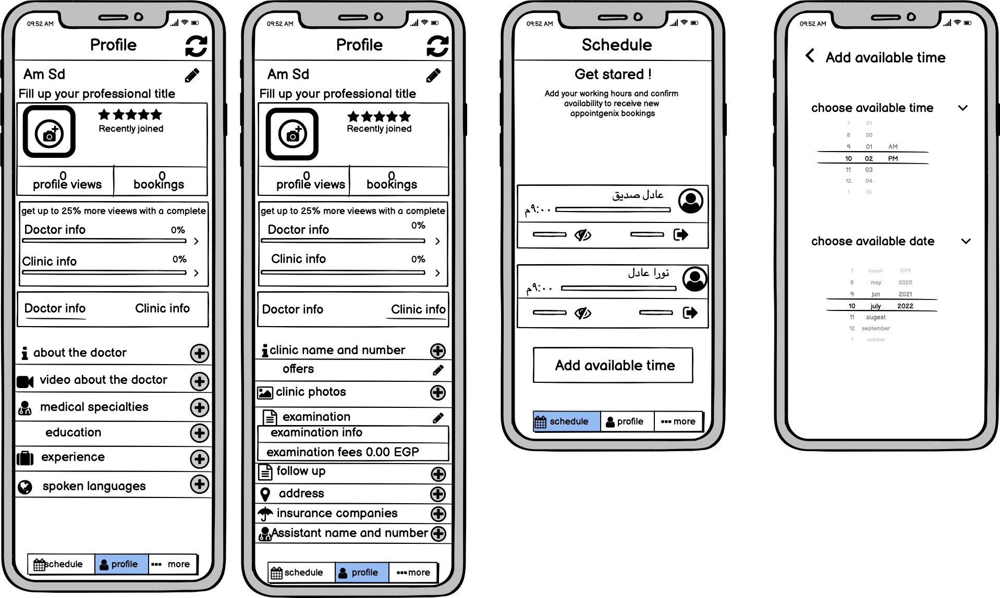 09:52 AM
Profile
Am Sd
Fill up your professional title
Recently joined
0
profile views
0
bookings
get up to 25% more vieews with a complete
Doctor info
0%
Clinic info
0%
Doctor info
Clinic info
about the doctor
video about the doctor
medical specialties
education
experience
spoken languages
schedule
profile
more
09:52 AM
Profile
Am Sd
Fill up your professional title
Recently joined
0
profile views
0
bookings
get up to 25% more vieews with a complete
Doctor info
0%
Clinic info
0%
Doctor info
Clinic info
clinic name and number
offers
clinic photos
examination
examination info
examination fees 0.00 EGP
follow up
address
insurance companies
Assistant name and number
schedule
profile
more
09:52 AM
Schedule
Get stared !
Add your working hours and confirm
availability to receive new
appointgenix bookings
عادل صديق
٩:٠٠م
نورا عادل
٩:٠٠م
Add available time
schedule
profile
more
09:52 AM
Add available time
choose available time
7 59
8 00
9 01 AM
10 02 PM
11 03
12 04
1 05
choose available date
7 march 2019
8 may 2020
9 jun 2021
10 july 2022
11 augest
12 september
1 october